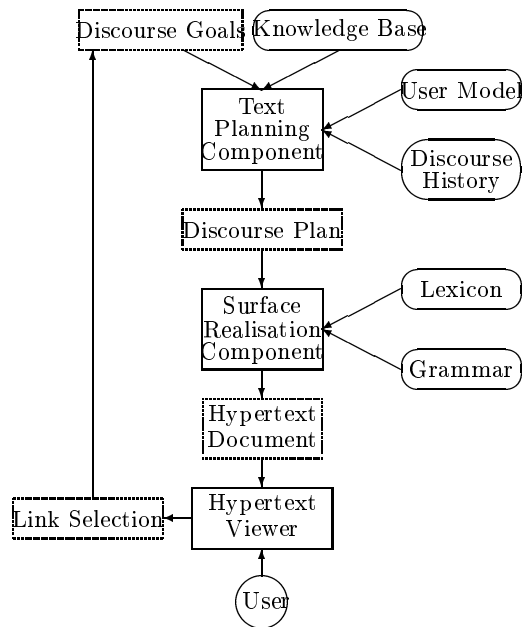 Discourse Goals
Knowledge Base
Text
Planning
Component
User Model
Discourse
History
Discourse Plan
Surface
Realisation
Component
Lexicon
Grammar
Hypertext
Document
Link Selection
Hypertext
Viewer
User